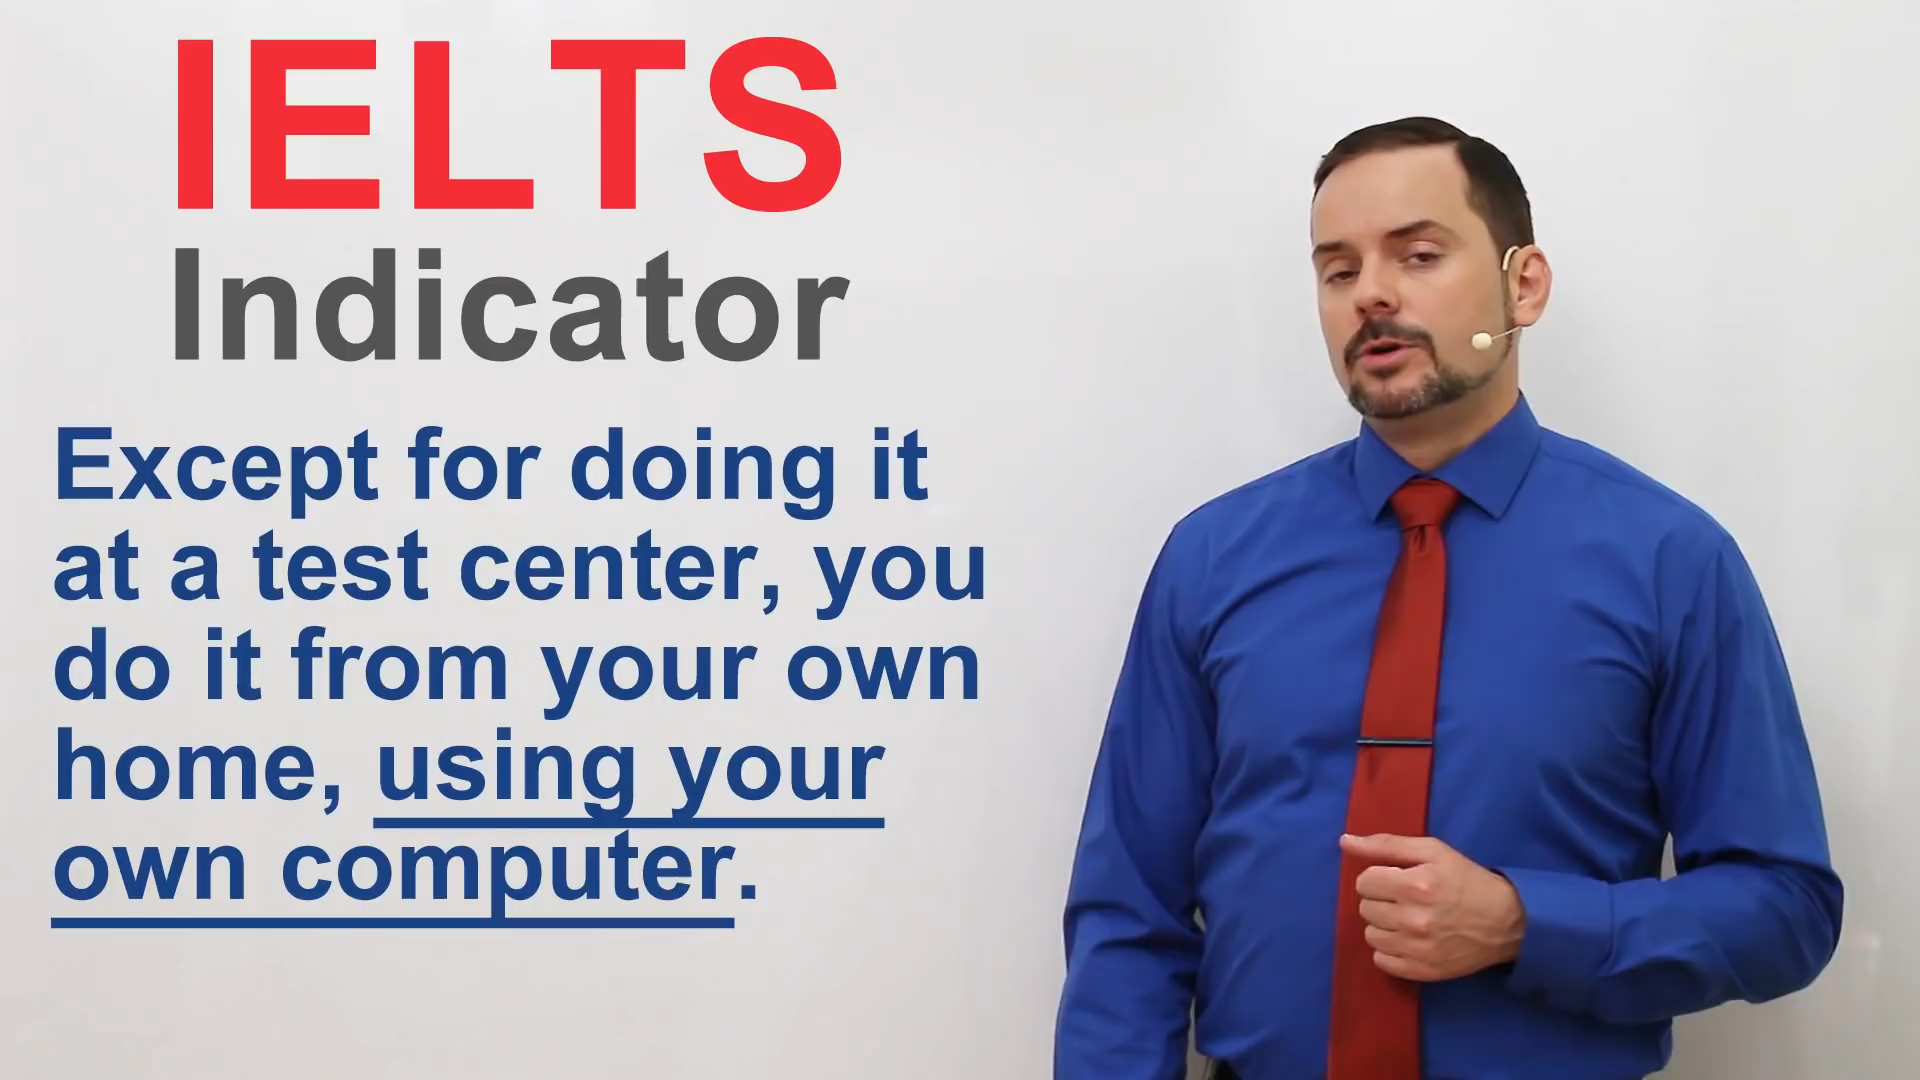 IELTS
Indicator
Except for doing it
at a test center, you
do it from your own
home, using your
own computer.